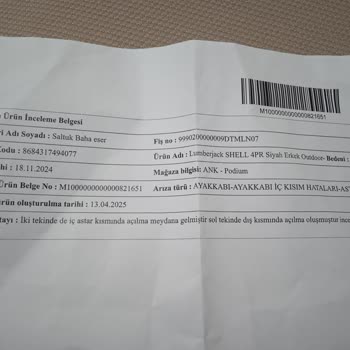 M1000000000000821651
Ürün İnceleme Belgesi
Adı Soyadı : Saltuk Baha eser
Fiş no : 9990200000009DTMLN07
Kodu : 8684317494077
Ürün Adı : Lumberjack SHELL 4PR Siyah Erkek Outdoor- Bedeni :
: 18.11.2024
Mağaza bilgini: ANK - Podium
Ürün Belge No : M1000000000000821651
Arıza türü : AYAKKABI-AYAKKABI İÇ KISIM HATALARI-AS
ürün oluşturulma tarihi : 13.04.2025
: İki tekinde de iç astar kısmında açılma meydana gelmiştir sol tekinde dış kısmında açılma oluşmuştur